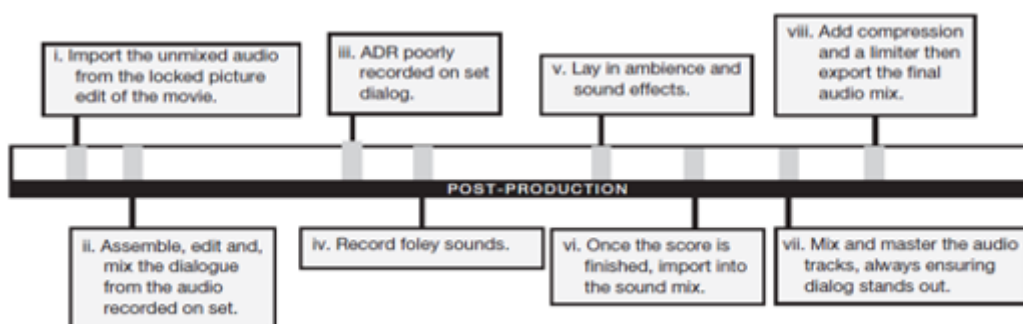 i. Import the unmixed audio
from the locked picture
edit of the movie.
iii. ADR poorly
recorded on set
dialog.
v. Lay in ambience and
sound effects.
viii. Add compression
and a limiter then
export the final
audio mix.
POST-PRODUCTION
ii. Assemble, edit and,
mix the dialogue
from the audio
recorded on set.
iv. Record foley sounds.
vi. Once the score is
finished, import into
the sound mix.
vii. Mix and master the audio
tracks, always ensuring
dialog stands out.